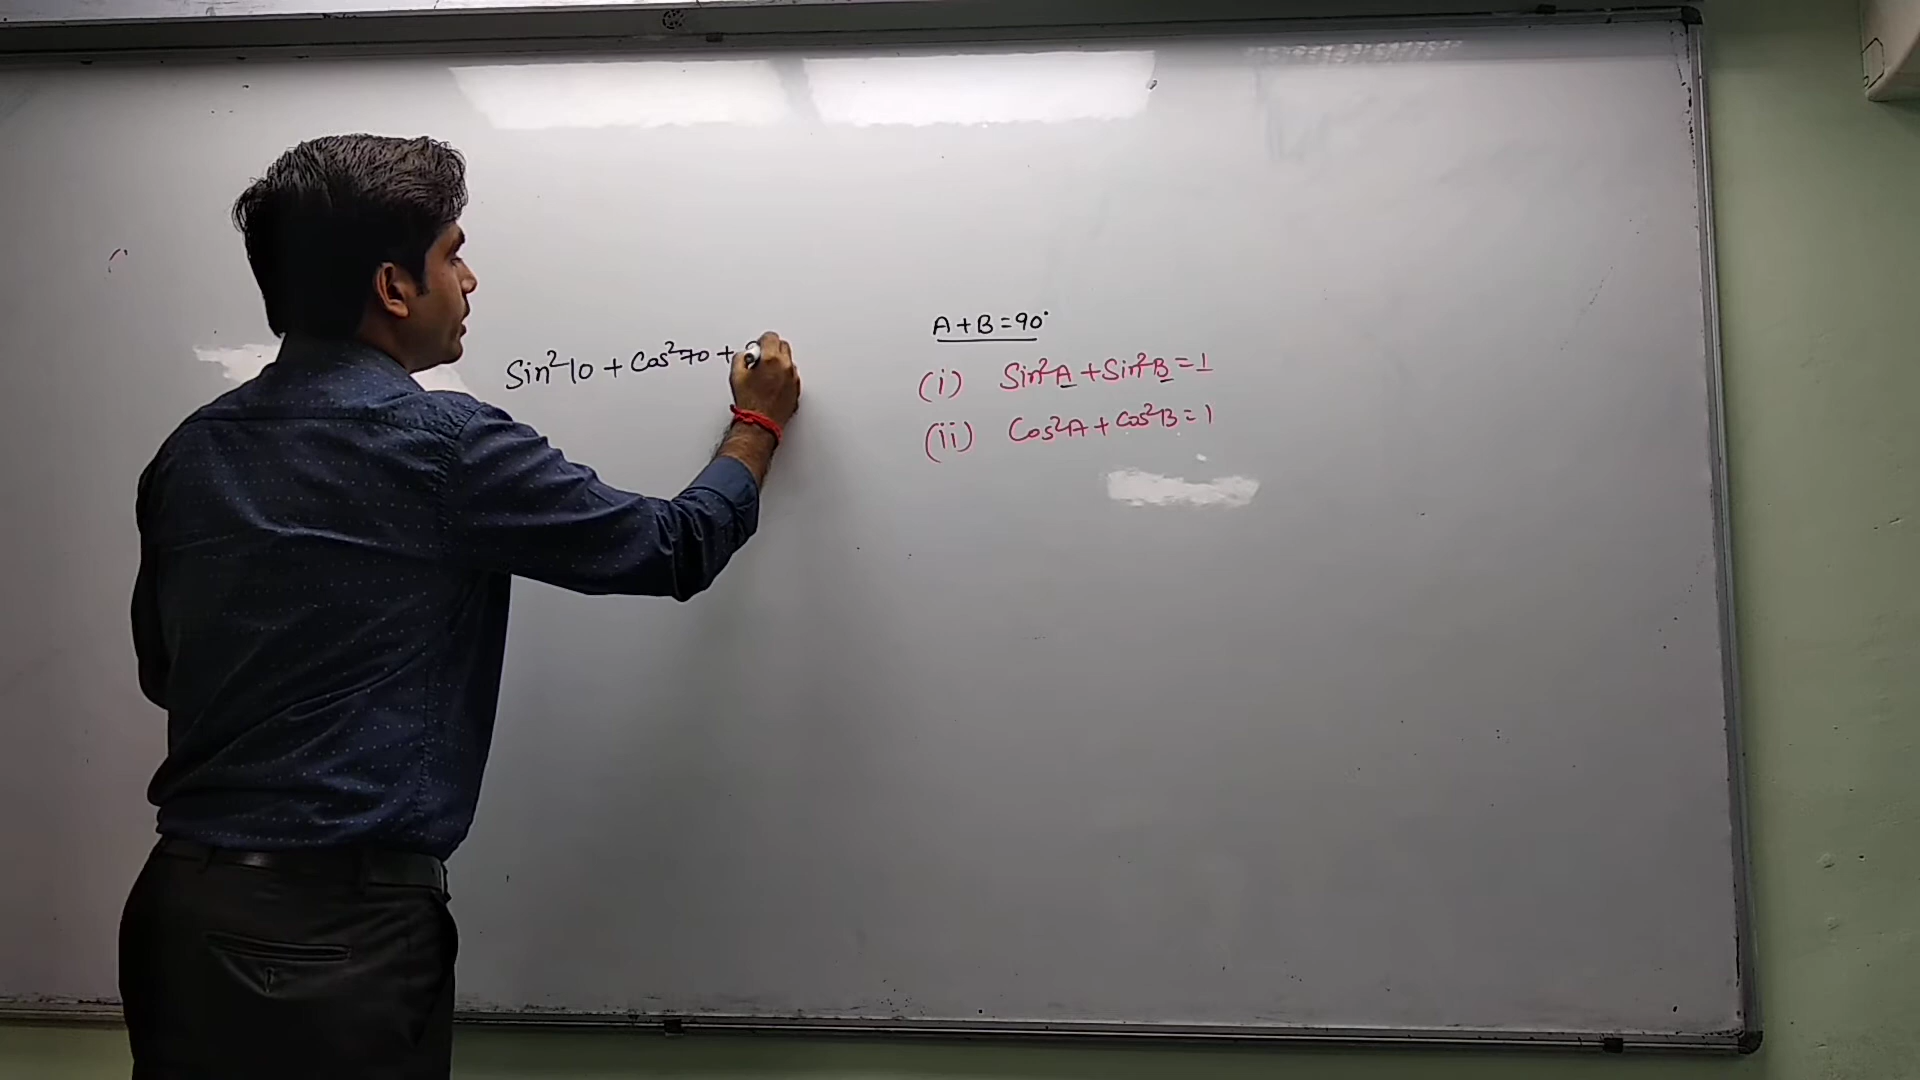 Sin²10 + Cos²70 +
A + B = 90°
(i) Sin²A + Sin²B = 1
(ii) Cos²A + Cos²B = 1